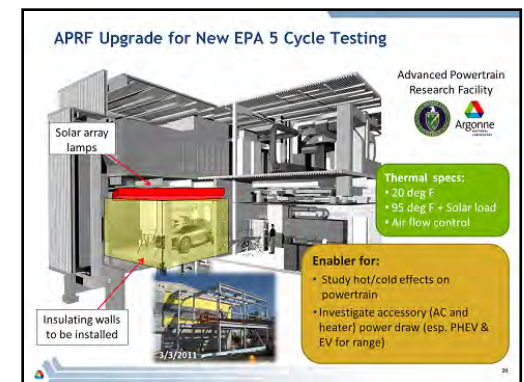 APRF Upgrade for New EPA 5 Cycle Testing
Advanced Powertrain
Research Facility
Argonne
NATIONAL
LABORATORY
Solar array
lamps
Thermal specs:
• 20 deg F
• 95 deg F + Solar load
• Air flow control
Enabler for:
• Study hot/cold effects on
powertrain
• Investigate accessory (AC and
heater) power draw (esp. PHEV &
EV for range)
Insulating walls
to be installed
3/3/2011